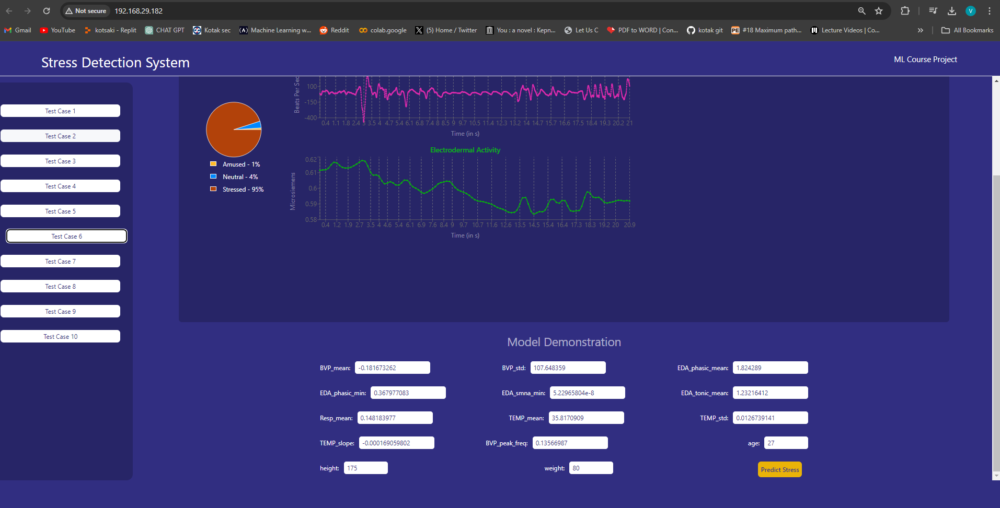 Not secure 192.168.29.182 V
Gmail YouTube kotsaki - Replit CHAT GPT Kotak sec Machine Learning w... Reddit colab.google (5) Home / Twitter You : a novel : Kepn... Let Us C PDF to WORD | Con... kotak git #18 Maximum path... Lecture Videos | Co... » All Bookmarks
Stress Detection System
ML Course Project
Test Case 1
Test Case 2
Test Case 3
Test Case 4
Test Case 5
Test Case 6
Test Case 7
Test Case 8
Test Case 9
Test Case 10
Amused - 1%
Neutral - 4%
Stressed - 95%
Beats Per Sec
100
-150
-400
0.4 1.1 1.8 2.4 3 3.5 4 4.7 5.4 6.1 6.8 7.4 8 8.5 9 9.7 10.5 11.4 12.3 13.2 14 14.7 15.7 16.6 17.5 18.4 19.3 20.2 21
Time (in s)
Electrodermal Activity
Microsiemens
0.62
0.61
0.6
0.59
0.58
0.4 1.2 1.9 2.7 3.5 4 4.6 5.4 6.1 6.9 7.6 8.4 9 9.7 10.7 11.6 12.6 13.5 14.5 15.4 16.4 17.3 18.3 19.2 20 20.9
Time (in s)
Model Demonstration
BVP_mean: -0.181673262 BVP_std: 107.648359 EDA_phasic_mean: 1.824289
EDA_phasic_min: 0.367977083 EDA_smna_min: 5.22965804e-8 EDA_tonic_mean: 1.23216412
Resp_mean: 0.148183977 TEMP_mean: 35.8170909 TEMP_std: 0.0126739141
TEMP_slope: -0.000169059802 BVP_peak_freq: 0.13566987 age: 27
height: 175 weight: 80 Predict Stress